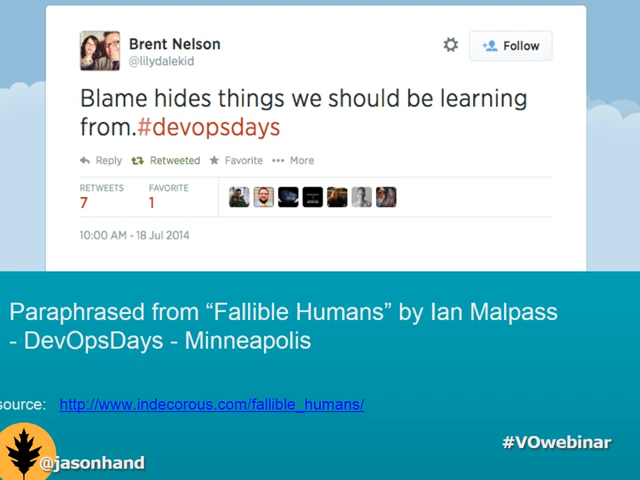 Brent Nelson
@lilydalekid
Follow
Blame hides things we should be learning
from.#devopsdays
Reply Retweeted Favorite More
RETWEETS FAVORITE
7 1
10:00 AM - 18 Jul 2014
Paraphrased from “Fallible Humans” by Ian Malpass
- DevOpsDays - Minneapolis
source: http://www.indecorous.com/fallible_humans/
#VOwebinar
@jasonhand